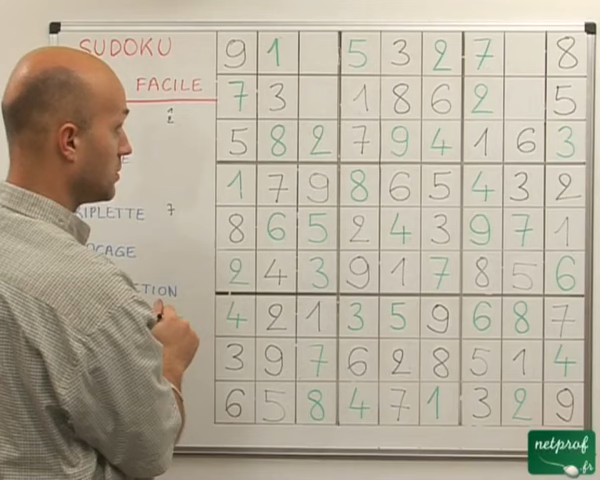 SUDOKU
FACILE
1
2
RIPLETTE 7
OCAGE
CTION
9 1 5 3 2 7 8
7 3 1 8 6 2 5
5 8 2 7 9 4 1 6 3
1 7 9 8 6 5 4 3 2
8 6 5 2 4 3 9 7 1
2 4 3 9 1 7 8 5 6
4 2 1 3 5 9 6 8 7
3 9 7 6 2 8 5 1 4
6 5 8 4 7 1 3 2 9
netprof
.fr